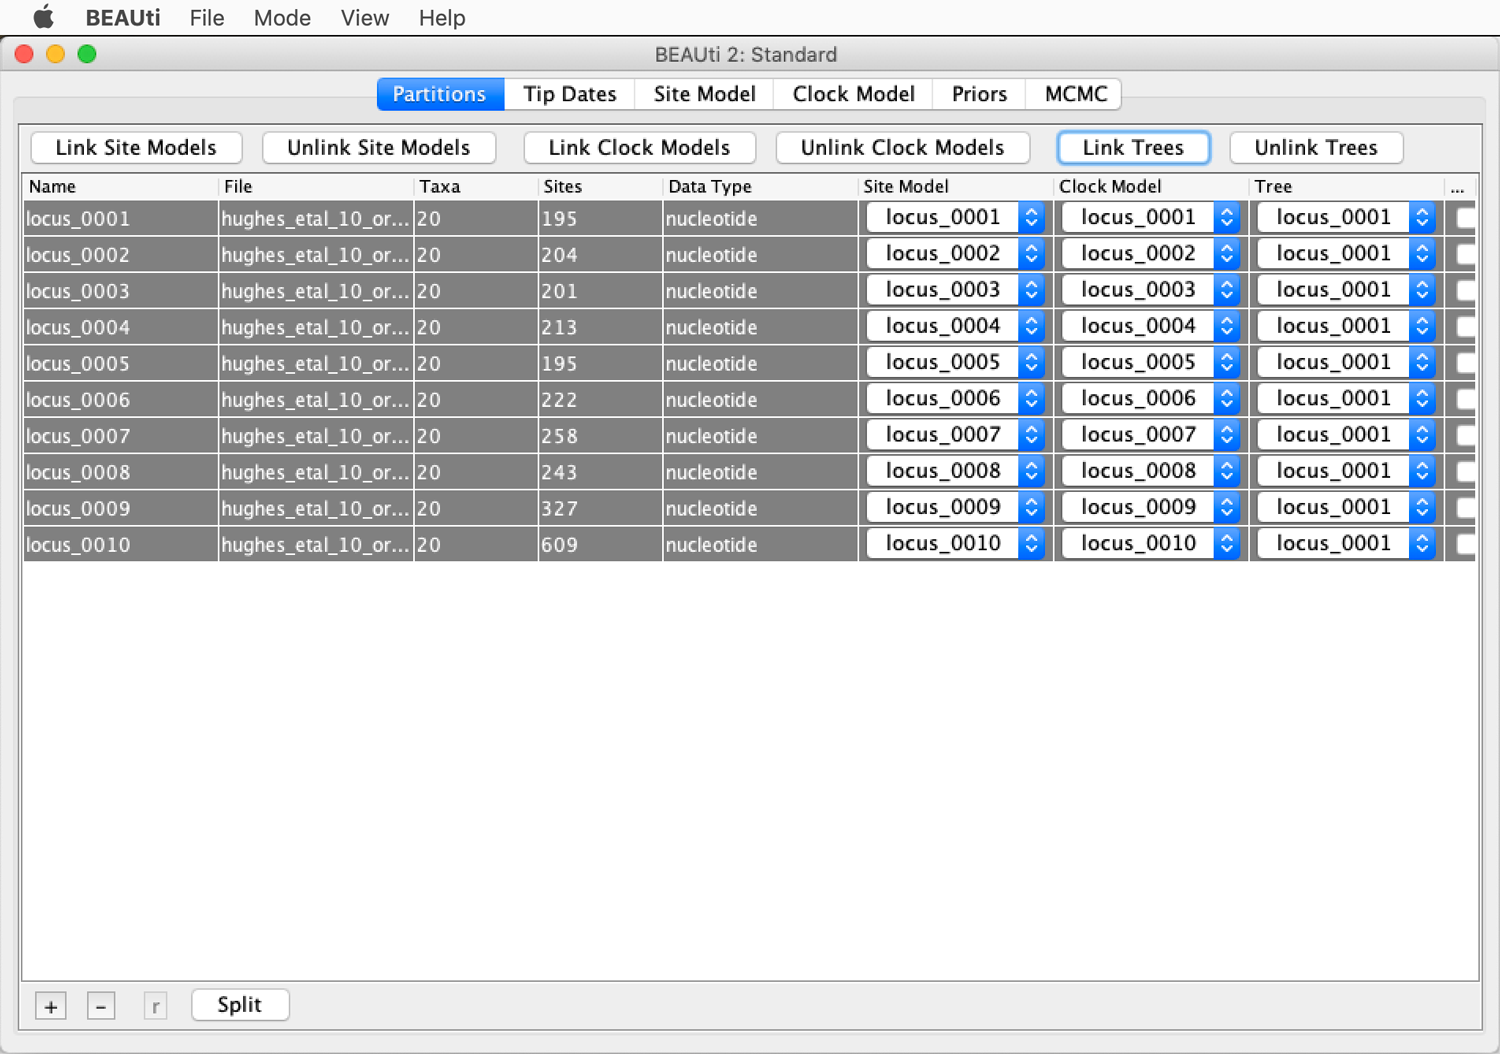 BEAUti File Mode View Help
BEAUti 2: Standard
Partitions Tip Dates Site Model Clock Model Priors MCMC
Link Site Models Unlink Site Models Link Clock Models Unlink Clock Models Link Trees Unlink Trees
Name File Taxa Sites Data Type Site Model Clock Model Tree ...
locus_0001 hughes_etal_10_or... 20 195 nucleotide locus_0001 locus_0001 locus_0001
locus_0002 hughes_etal_10_or... 20 204 nucleotide locus_0002 locus_0002 locus_0001
locus_0003 hughes_etal_10_or... 20 201 nucleotide locus_0003 locus_0003 locus_0001
locus_0004 hughes_etal_10_or... 20 213 nucleotide locus_0004 locus_0004 locus_0001
locus_0005 hughes_etal_10_or... 20 195 nucleotide locus_0005 locus_0005 locus_0001
locus_0006 hughes_etal_10_or... 20 222 nucleotide locus_0006 locus_0006 locus_0001
locus_0007 hughes_etal_10_or... 20 258 nucleotide locus_0007 locus_0007 locus_0001
locus_0008 hughes_etal_10_or... 20 243 nucleotide locus_0008 locus_0008 locus_0001
locus_0009 hughes_etal_10_or... 20 327 nucleotide locus_0009 locus_0009 locus_0001
locus_0010 hughes_etal_10_or... 20 609 nucleotide locus_0010 locus_0010 locus_0001
+ - r Split